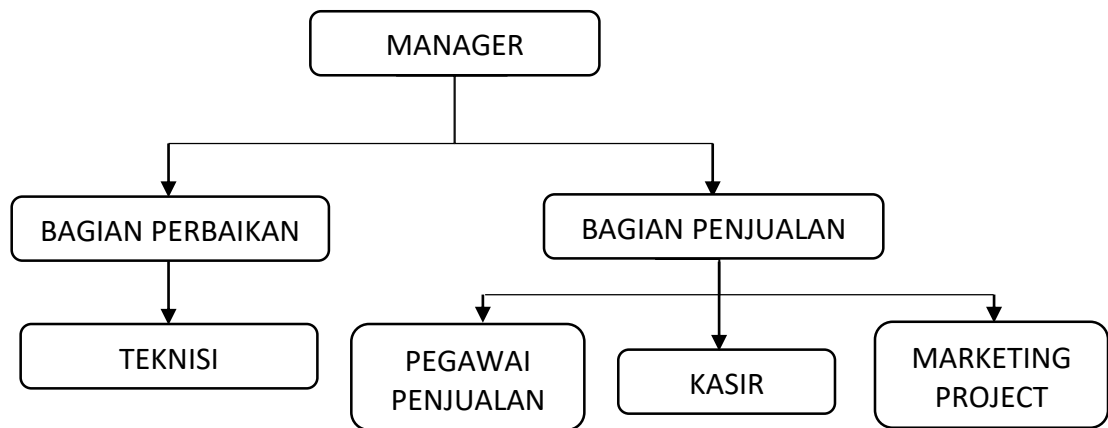 MANAGER
BAGIAN PERBAIKAN
BAGIAN PENJUALAN
TEKNISI
PEGAWAI
PENJUALAN
KASIR
MARKETING
PROJECT